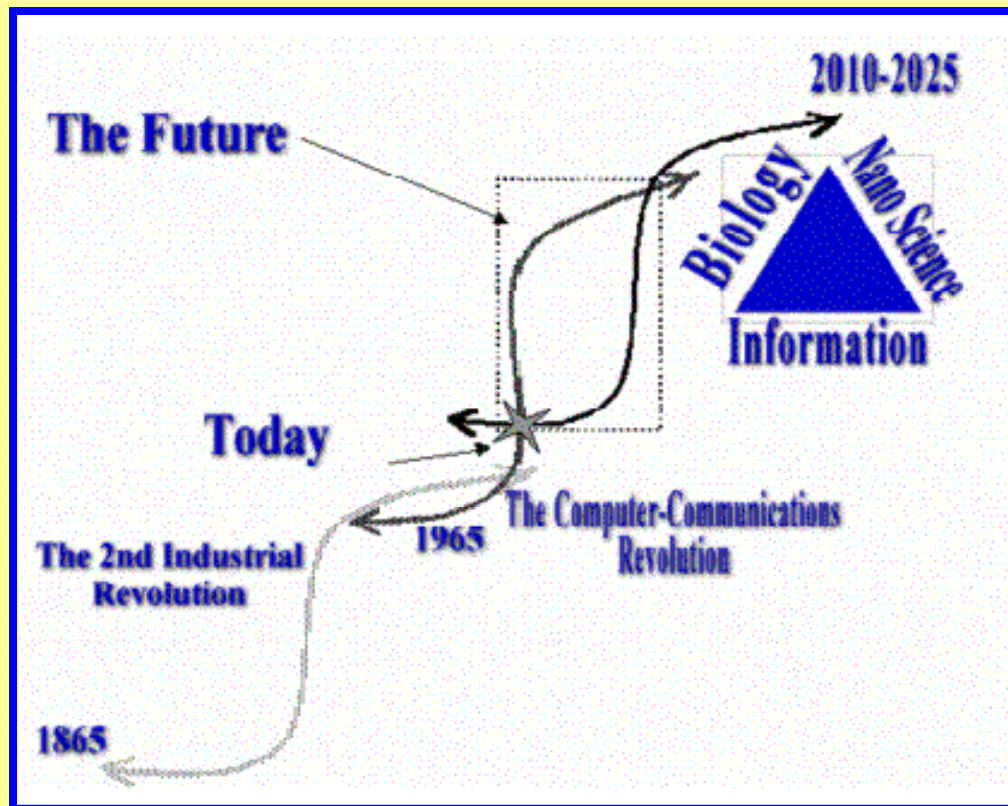 2010-2025
The Future
Biology
Nano Science
Information
Today
The Computer-Communications
Revolution
1965
The 2nd Industrial
Revolution
1865